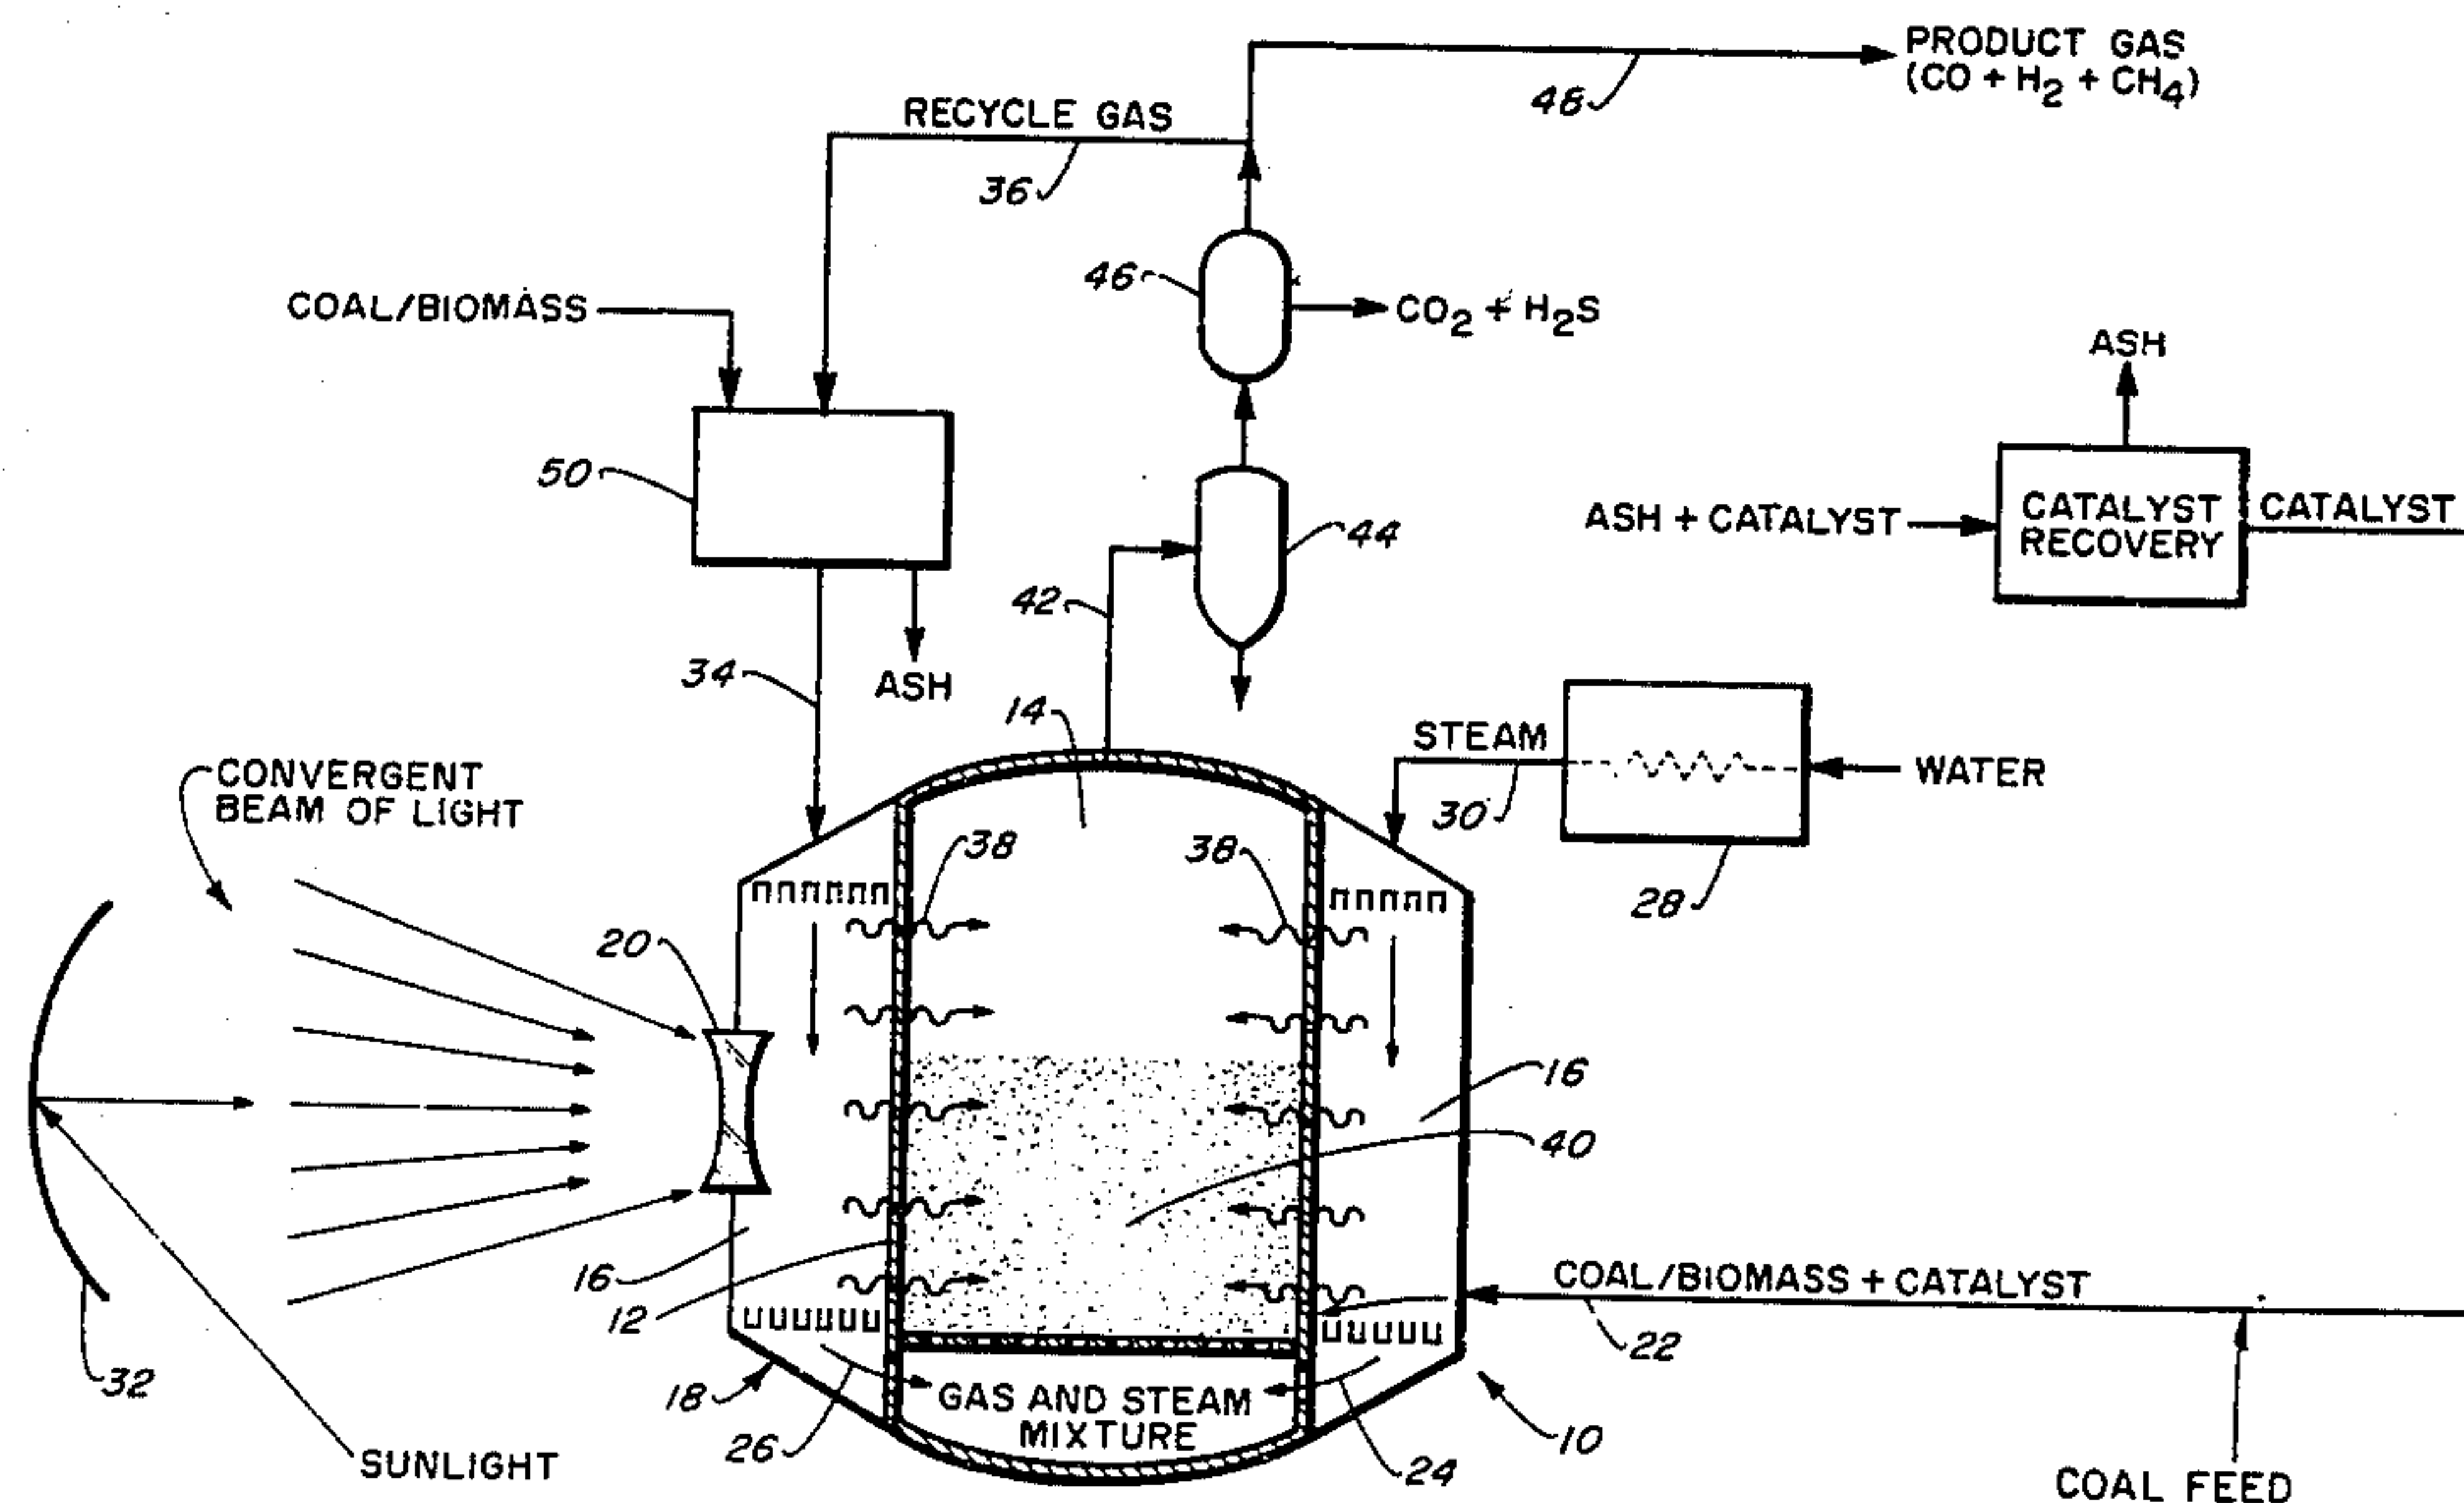 PRODUCT GAS
(CO + H2 + CH4)
48
RECYCLE GAS
36
46
CO2 + H2S
COAL/BIOMASS
ASH
50
ASH + CATALYST
CATALYST
RECOVERY
CATALYST
44
42
34
ASH
14
STEAM
WATER
30
28
CONVERGENT
BEAM OF LIGHT
38
38
20
16
40
16
12
COAL/BIOMASS + CATALYST
22
32
18
GAS AND STEAM
MIXTURE
26
24
10
SUNLIGHT
COAL FEED